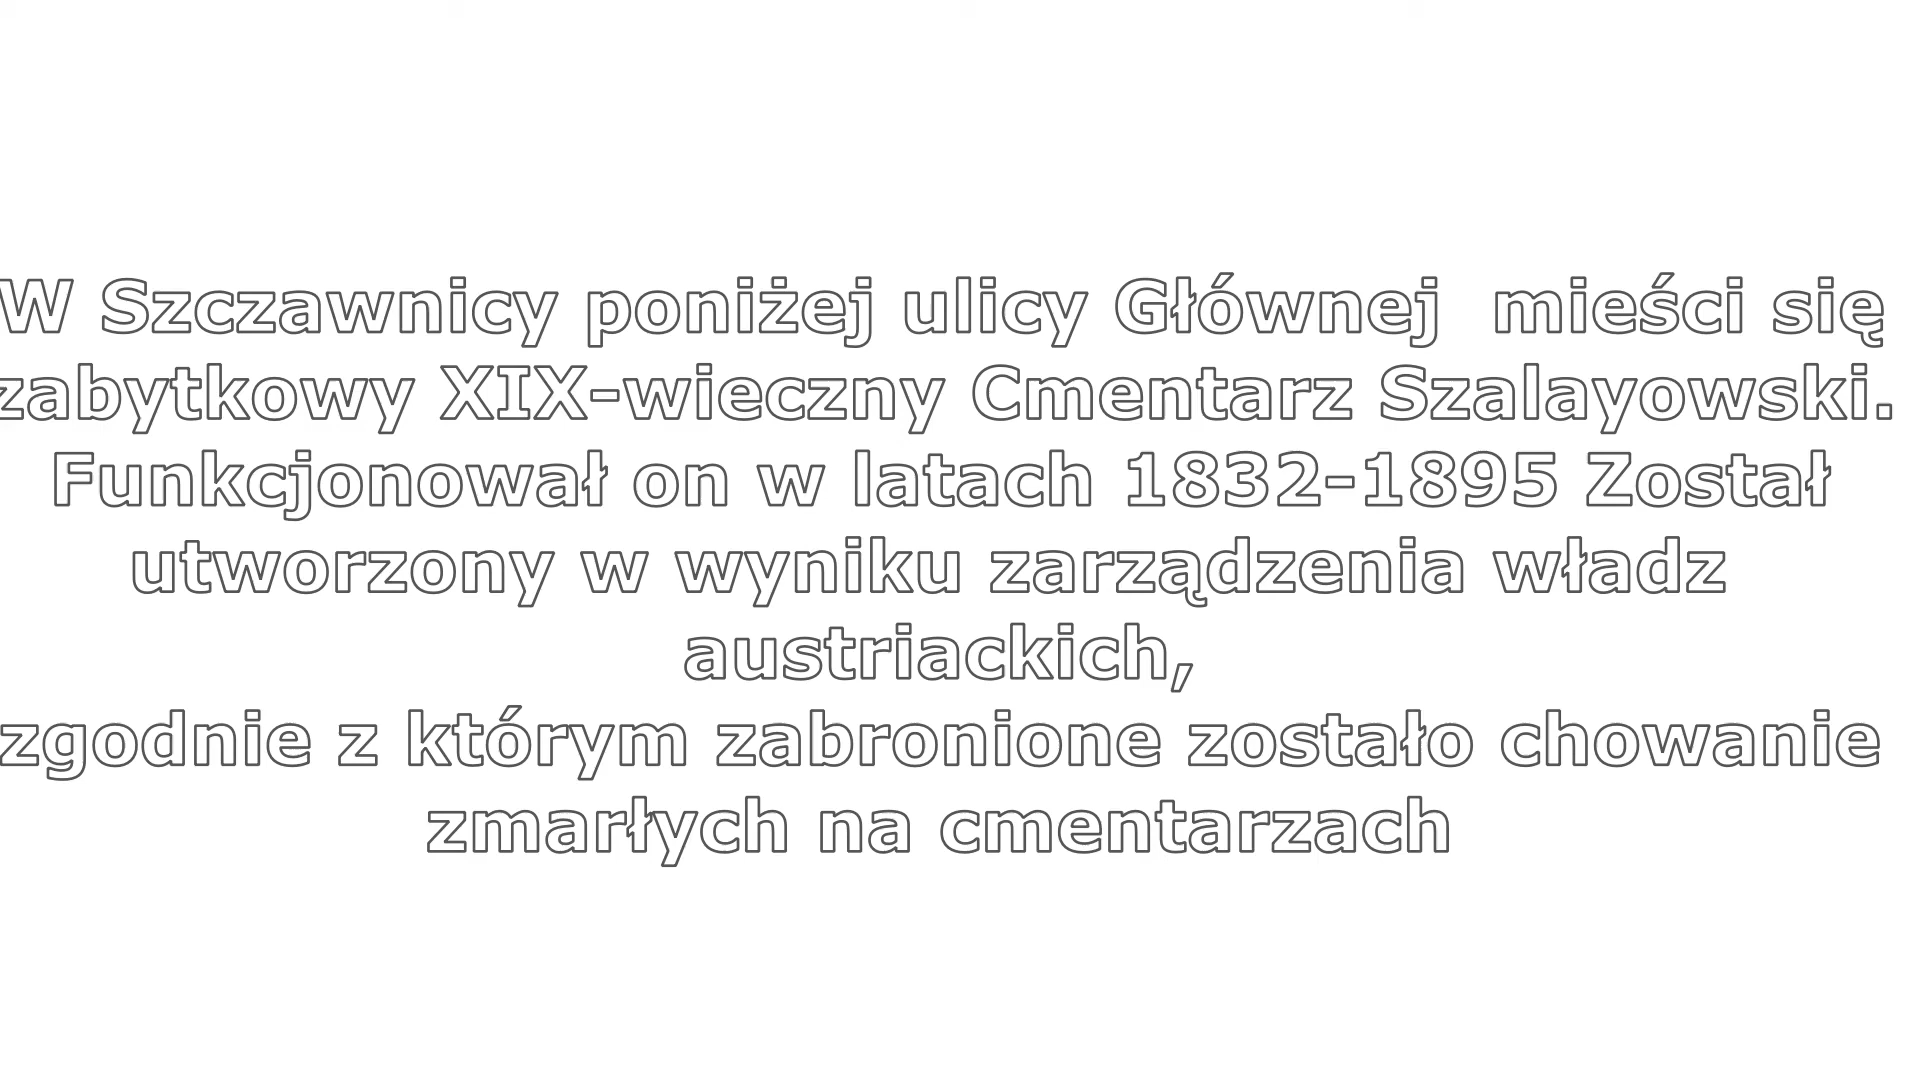 W Szczawnicy poniżej ulicy Głównej  mieści się
zabytkowy XIX-wieczny Cmentarz Szalayowski.
Funkcjonował on w latach 1832-1895 Został
utworzony w wyniku zarządzenia władz
austriackich,
zgodnie z którym zabronione zostało chowanie
zmarłych na cmentarzach